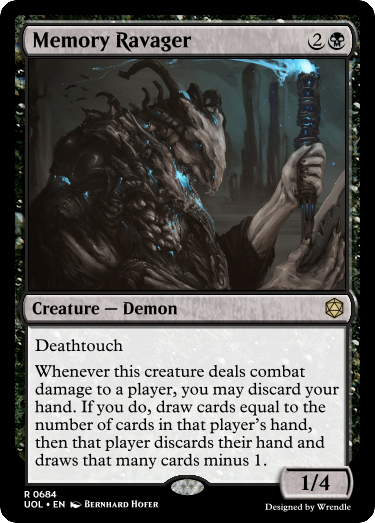 Memory Ravager 2
Creature — Demon
Deathtouch
Whenever this creature deals combat
damage to a player, you may discard your
hand. If you do, draw cards equal to the
number of cards in that player's hand,
then that player discards their hand and
draws that many cards minus 1.
1/4
R 0684
UOL • EN Bernhard Hofer
Designed by Wrendle